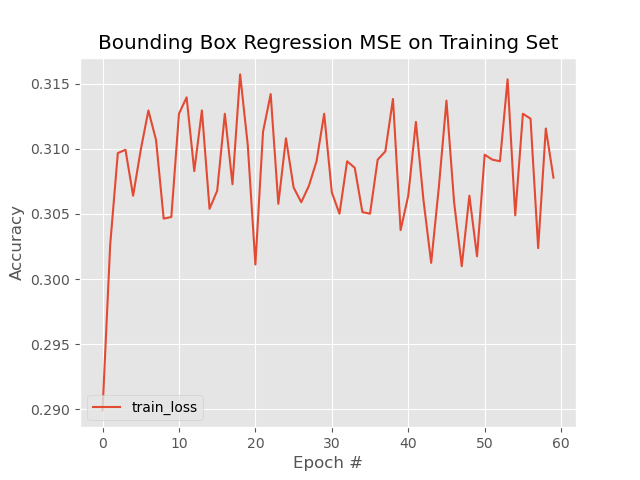 Bounding Box Regression MSE on Training Set
Accuracy
0.315
0.310
0.305
0.300
0.295
0.290
train_loss
0 10 20 30 40 50 60
Epoch #